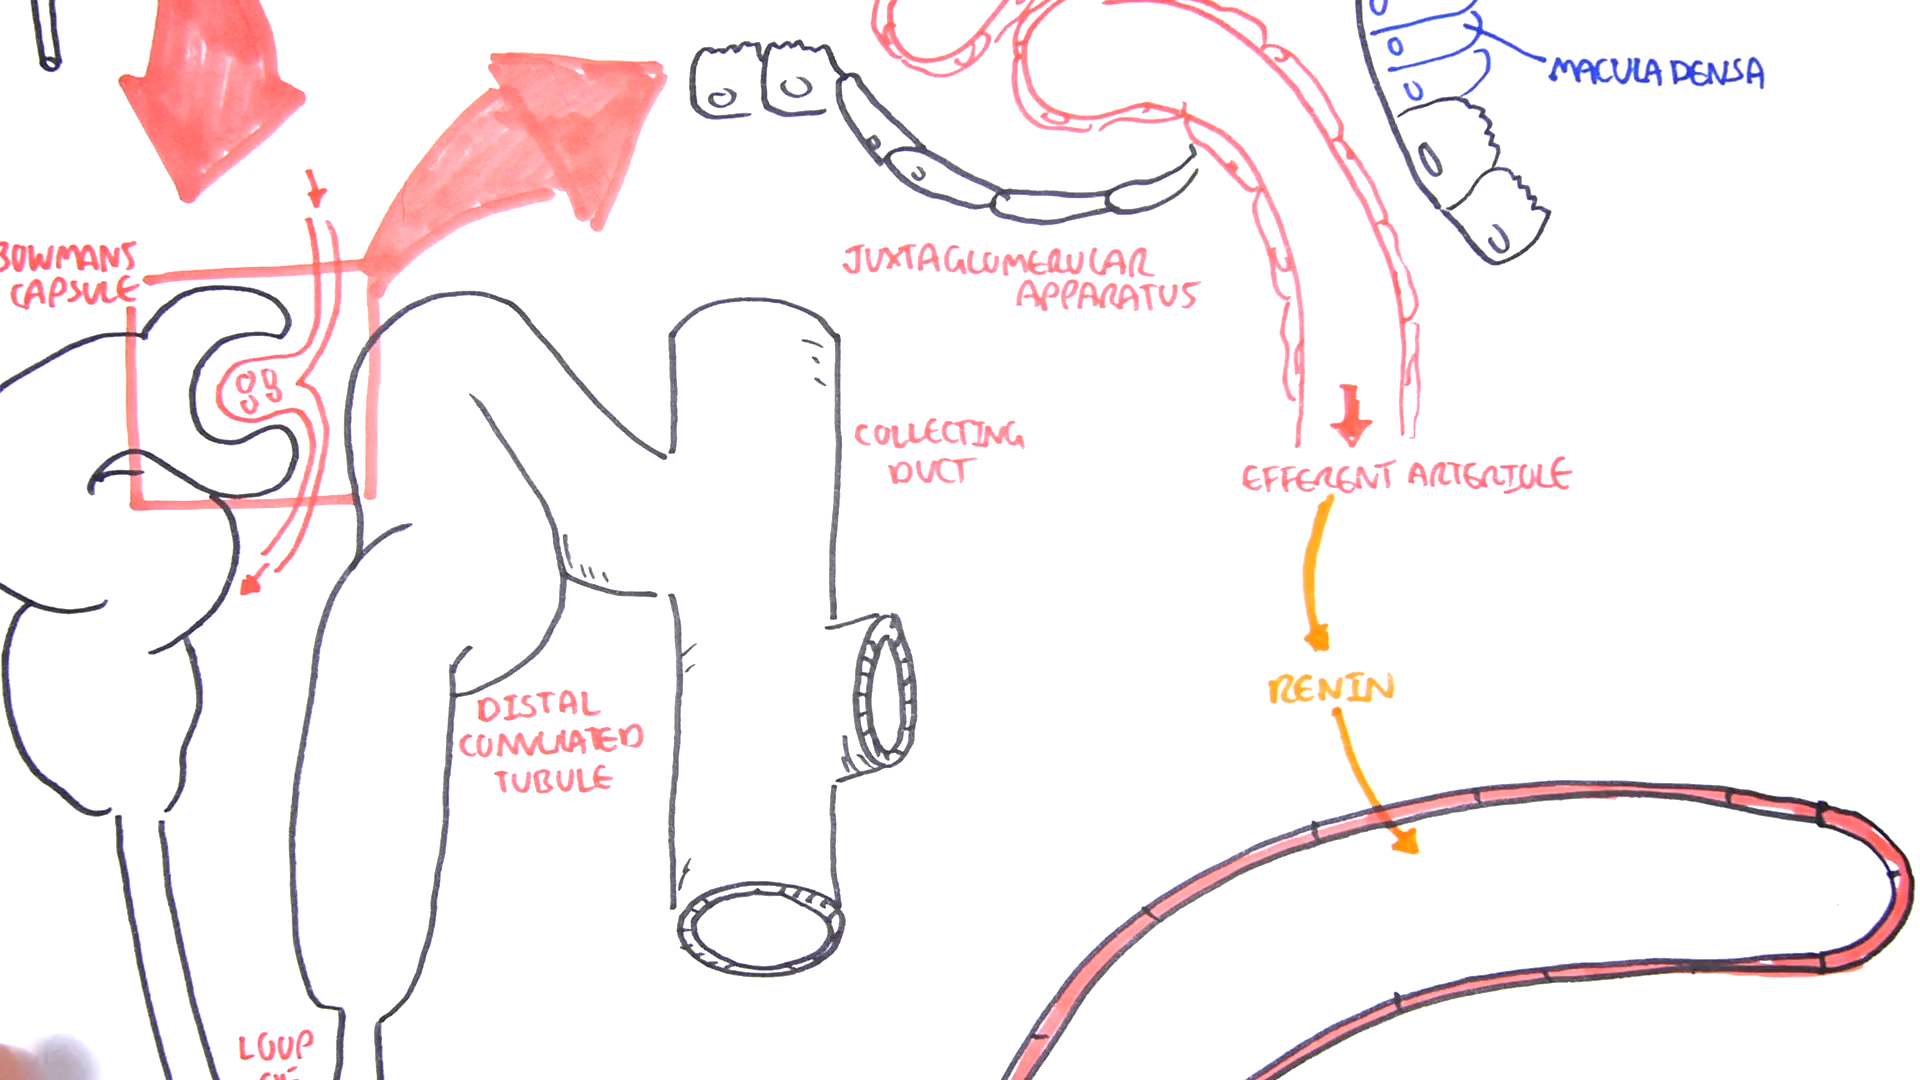 MACULA DENSA
BOWMANS
CAPSULE
JUXTAGLOMERULAR
APPARATUS
COLLECTING
DUCT
EFFERENT ARTERIOLE
RENIN
DISTAL
CONVULATED
TUBULE
LOOP